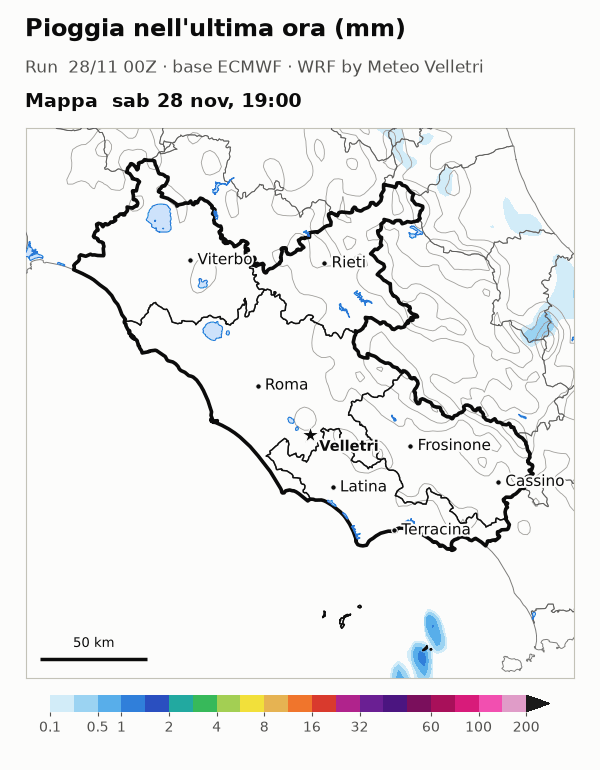 Pioggia nell'ultima ora (mm)
Run  28/11 00Z · base ECMWF · WRF by Meteo Velletri
Mappa  sab 28 nov, 19:00
Viterbo
Rieti
Roma
Velletri
Frosinone
Latina
Cassino
Terracina
50 km
0.1 0.5 1 2 4 8 16 32 60 100 200